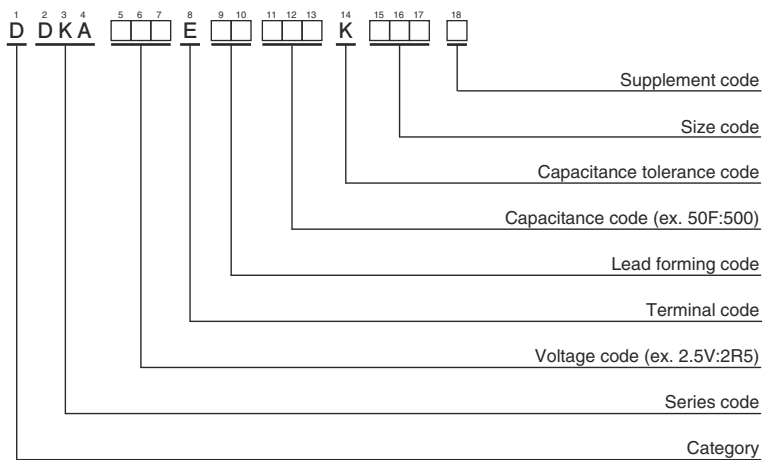 1 2 3 4 5 6 7 8 9 10 11 12 13 14 15 16 17 18
D DKA E K
Supplement code
Size code
Capacitance tolerance code
Capacitance code (ex. 50F:500)
Lead forming code
Terminal code
Voltage code (ex. 2.5V:2R5)
Series code
Category